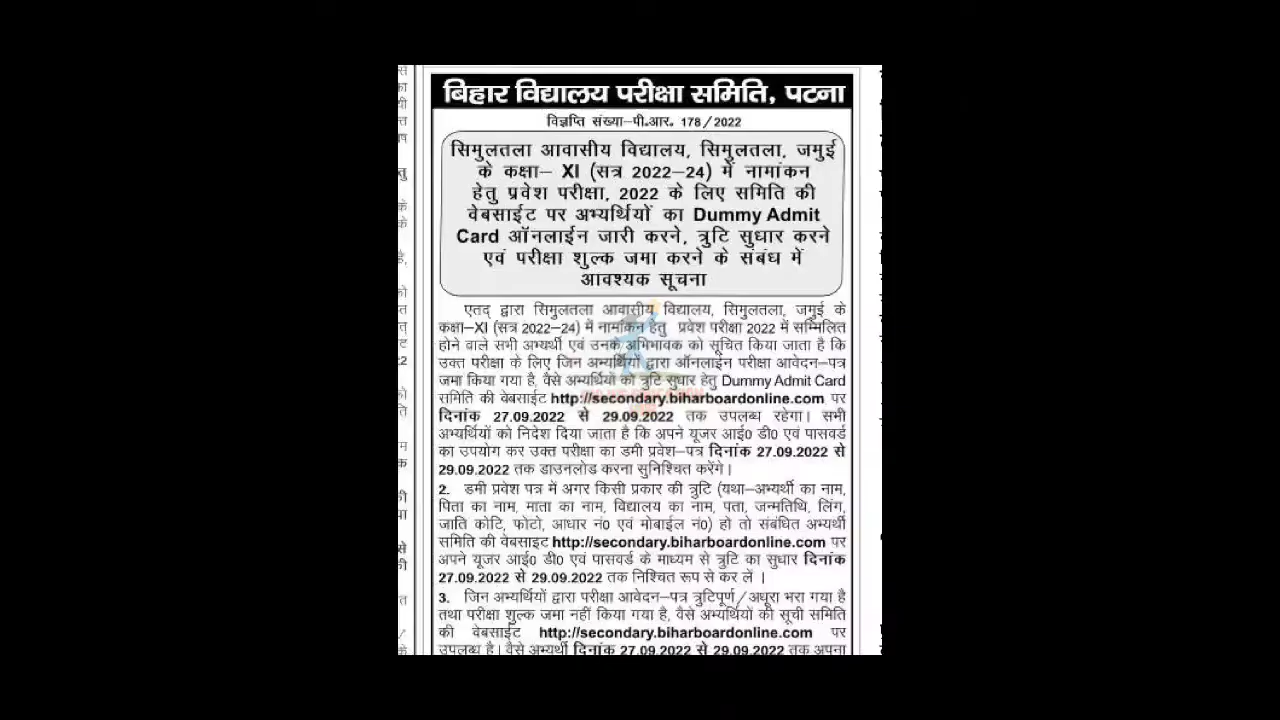 बिहार विद्यालय परीक्षा समिति, पटना
विज्ञप्ति संख्या–पी.आर. 178/2022
सिमुलतला आवासीय विद्यालय, सिमुलतला, जमुई
के कक्षा– XI (सत्र 2022–24) में नामांकन
हेतु प्रवेश परीक्षा, 2022 के लिए समिति की
वेबसाईट पर अभ्यर्थियों का Dummy Admit
Card ऑनलाईन जारी करने, त्रुटि सुधार करने
एवं परीक्षा शुल्क जमा करने के संबंध में
आवश्यक सूचना
एतद् द्वारा सिमुलतला आवासीय विद्यालय, सिमुलतला, जमुई के
कक्षा–XI (सत्र 2022–24) में नामांकन हेतु प्रवेश परीक्षा 2022 में सम्मिलित
होने वाले सभी अभ्यर्थी एवं उनके अभिभावक को सूचित किया जाता है कि
उक्त परीक्षा के लिए जिन अभ्यर्थियों द्वारा ऑनलाईन परीक्षा आवेदन–पत्र
जमा किया गया है, वैसे अभ्यर्थियों को त्रुटि सुधार हेतु Dummy Admit Card
समिति की वेबसाईट http://secondary.biharboardonline.com पर
दिनांक 27.09.2022 से 29.09.2022 तक उपलब्ध रहेगा। सभी
अभ्यर्थियों को निदेश दिया जाता है कि अपने यूजर आई0 डी0 एवं पासवर्ड
का उपयोग कर उक्त परीक्षा का डमी प्रवेश–पत्र दिनांक 27.09.2022 से
29.09.2022 तक डाउनलोड करना सुनिश्चित करेंगे।
2. डमी प्रवेश पत्र में अगर किसी प्रकार की त्रुटि (यथा–अभ्यर्थी का नाम,
पिता का नाम, माता का नाम, विद्यालय का नाम, पता, जन्मतिथि, लिंग,
जाति कोटि, फोटो, आधार नं0 एवं मोबाईल नं0) हो तो संबंधित अभ्यर्थी
समिति की वेबसाइट http://secondary.biharboardonline.com पर
अपने यूजर आई0 डी0 एवं पासवर्ड के माध्यम से त्रुटि का सुधार दिनांक
27.09.2022 से 29.09.2022 तक निश्चित रूप से कर लें ।
3. जिन अभ्यर्थियों द्वारा परीक्षा आवेदन–पत्र त्रुटिपूर्ण/अधूरा भरा गया है
तथा परीक्षा शुल्क जमा नहीं किया गया है, वैसे अभ्यर्थियों की सूची समिति
की वेबसाईट http://secondary.biharboardonline.com पर
उपलब्ध है। वैसे अभ्यर्थी दिनांक 27.09.2022 से 29.09.2022 तक अपना